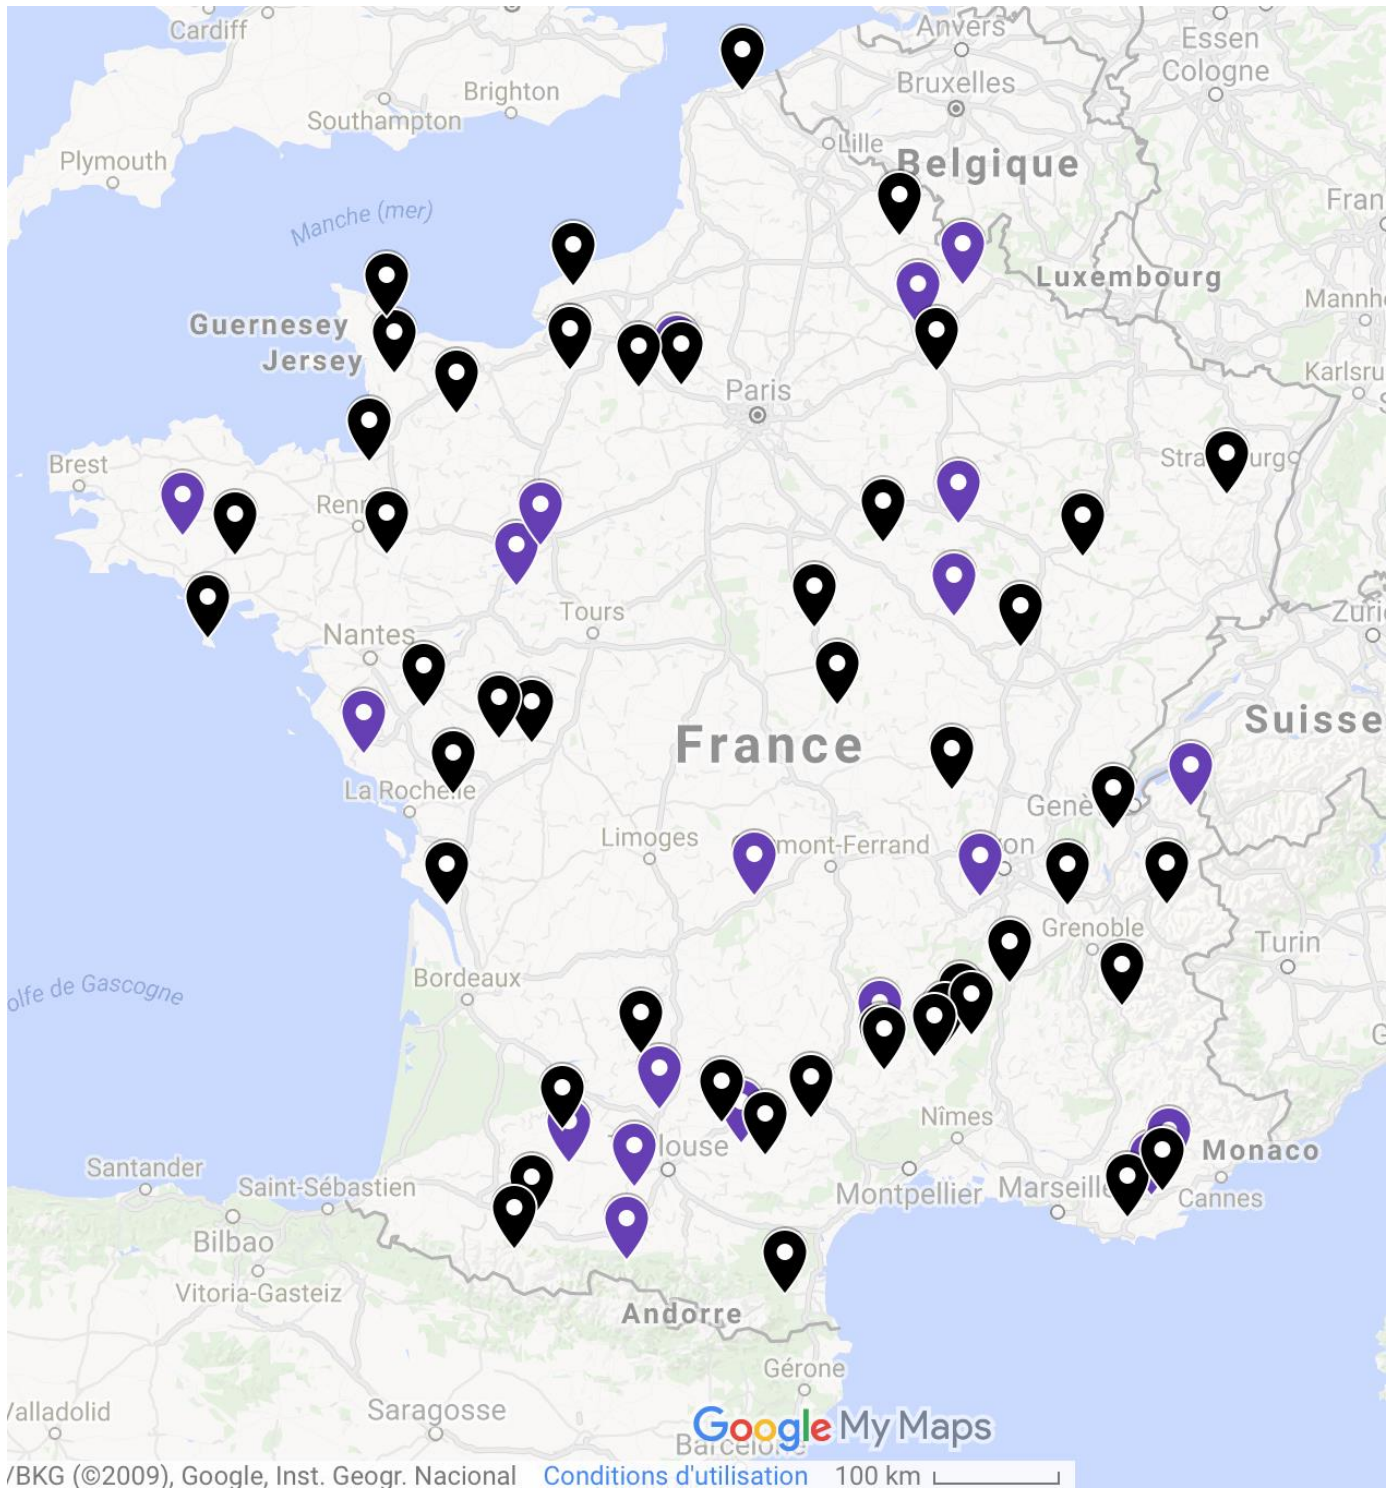 Cardiff
Anvers
Essen
Cologne
Bruxelles
Brighton
Southampton
Lille
Belgique
Plymouth
Fran
Manche (mer)
Luxembourg
Guernesey
Mannh
Jersey
Karlsru
Paris
Brest
Stra urg
Renn
Zuri
Tours
Nantes
Suisse
France
La Rochelle
Genè
Limoges
mont-Ferrand
on
Grenoble
Turin
Bordeaux
olfe de Gascogne
Nîmes
louse
Monaco
Santander
Saint-Sébastien
Montpellier
Marseill
Cannes
Bilbao
Vitoria-Gasteiz
Andorre
Gérone
Saragosse
Valladolid
Google My Maps
Barcelone
/BKG (©2009), Google, Inst. Geogr. Nacional Conditions d'utilisation 100 km